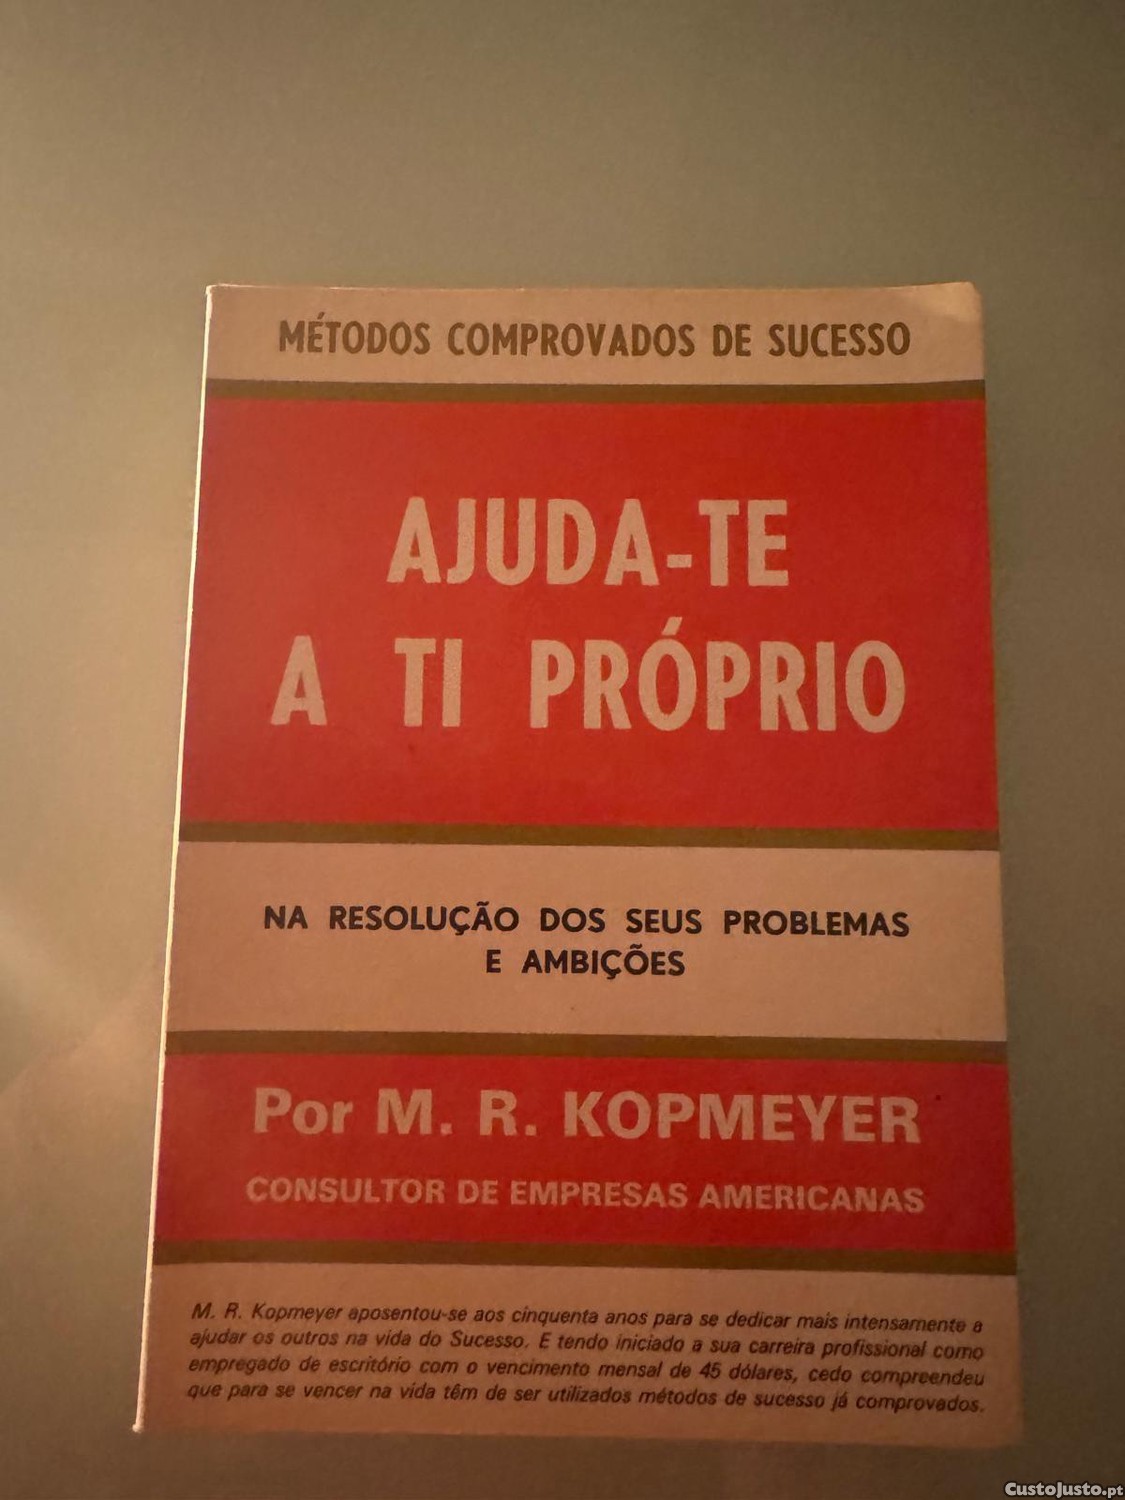 MÉTODOS COMPROVADOS DE SUCESSO
AJUDA-TE
A TI PRÓPRIO
NA RESOLUÇÃO DOS SEUS PROBLEMAS
E AMBIÇÕES
Por M. R. KOPMEYER
CONSULTOR DE EMPRESAS AMERICANAS
M. R. Kopmeyer aposentou-se aos cinquenta anos para se dedicar mais intensamente a
ajudar os outros na vida do Sucesso. E tendo iniciado a sua carreira profissional como
empregado de escritório com o vencimento mensal de 45 dólares, cedo compreendeu
que para se vencer na vida têm de ser utilizados métodos de sucesso já comprovados.
CustoJusto.pt